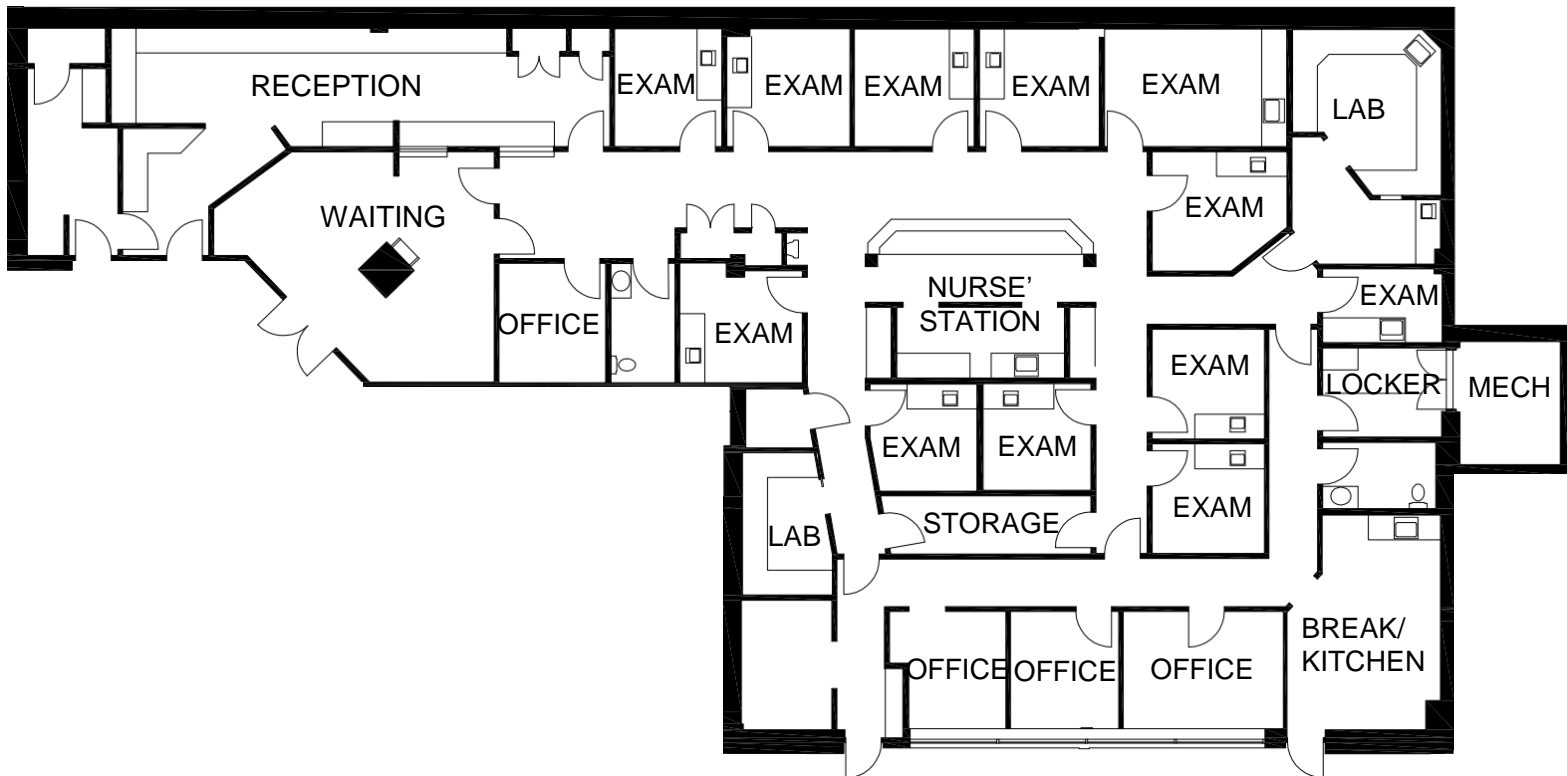 RECEPTION
EXAM
EXAM
EXAM
EXAM
EXAM
LAB
WAITING
EXAM
NURSE'
STATION
EXAM
OFFICE
EXAM
EXAM
LOCKER
MECH
EXAM
EXAM
EXAM
STORAGE
LAB
BREAK/
KITCHEN
OFFICE
OFFICE
OFFICE